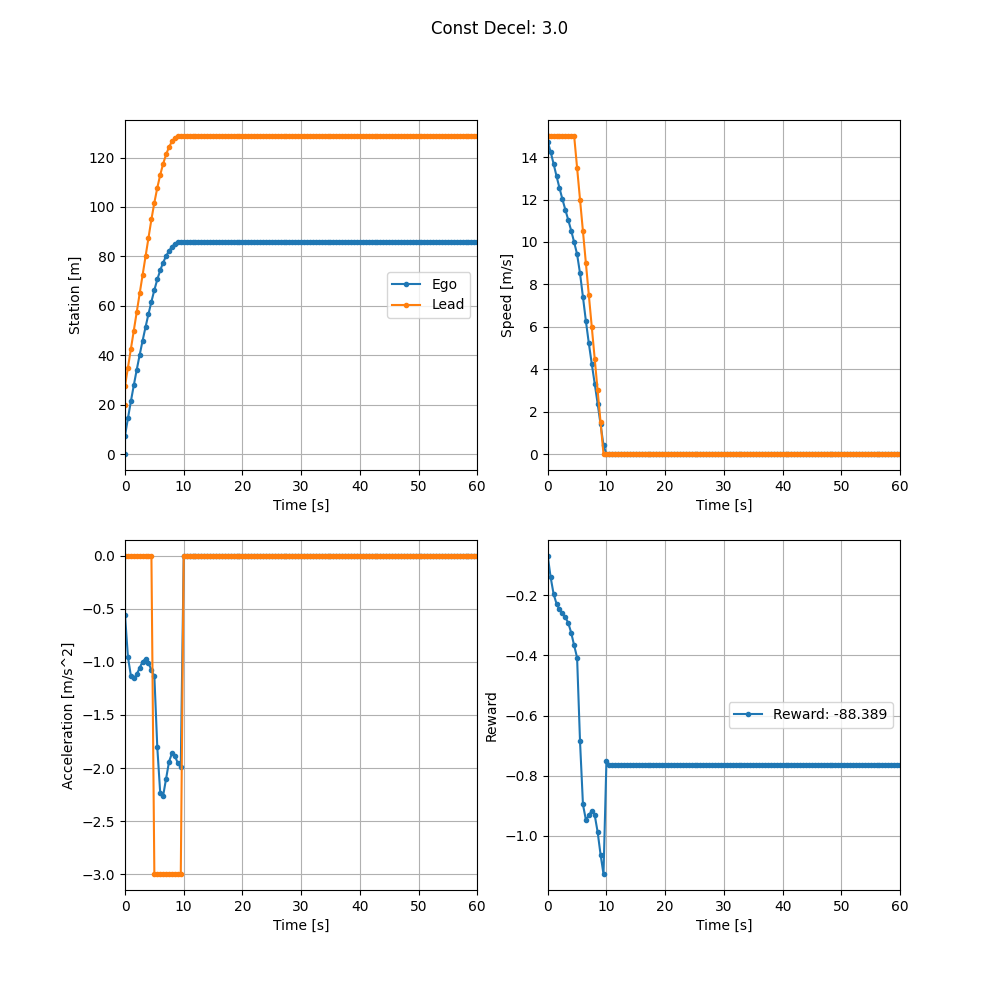 Const Decel: 3.0
Station [m]
120
100
80
60
40
20
0
Ego
Lead
0 10 20 30 40 50 60
Time [s]
Speed [m/s]
14
12
10
8
6
4
2
0
0 10 20 30 40 50 60
Time [s]
Acceleration [m/s^2]
0.0
−0.5
−1.0
−1.5
−2.0
−2.5
−3.0
0 10 20 30 40 50 60
Time [s]
Reward
−0.2
−0.4
−0.6
−0.8
−1.0
Reward: -88.389
0 10 20 30 40 50 60
Time [s]